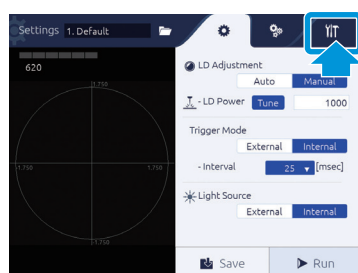 Settings 1. Default
620
1.750
-1.750 1.750
-1.750
LD Adjustment
Auto Manual
- LD Power Tune 1000
Trigger Mode
External Internal
- Interval 25 ▼ [msec]
Light Source
External Internal
Save Run